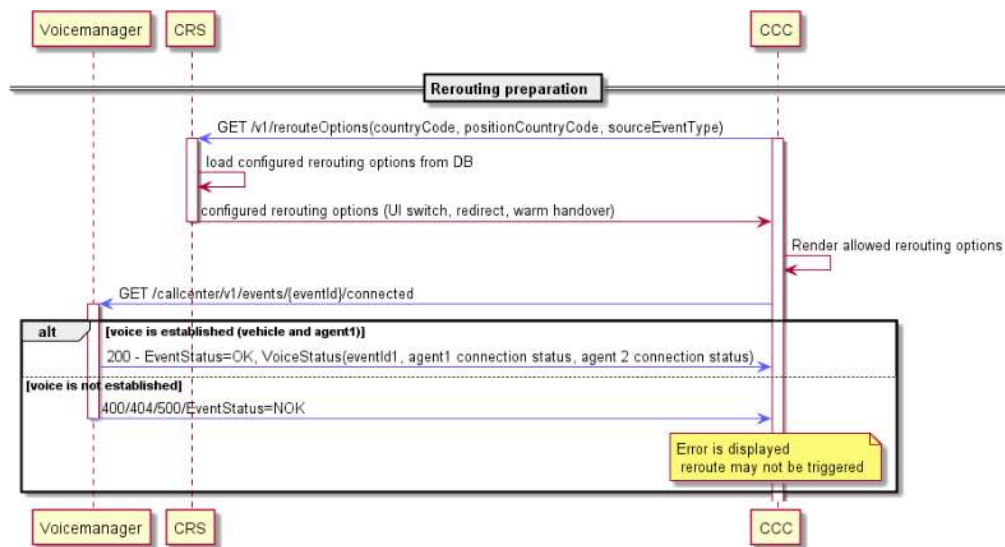 Voicemanager CRS CCC
Rerouting preparation
GET /v1/rerouteOptions(countryCode, positionCountryCode, sourceEventType)
load configured rerouting options from DB
configured rerouting options (UI switch, redirect, warm handover)
Render allowed rerouting options
GET /callcenter/v1/events/{eventId}/connected
alt [voice is established (vehicle and agent1)]
200 - EventStatus=OK, VoiceStatus(eventId1, agent1 connection status, agent 2 connection status)
[voice is not established]
400/404/500/EventStatus=NOK
Error is displayed
reroute may not be triggered
Voicemanager CRS CCC